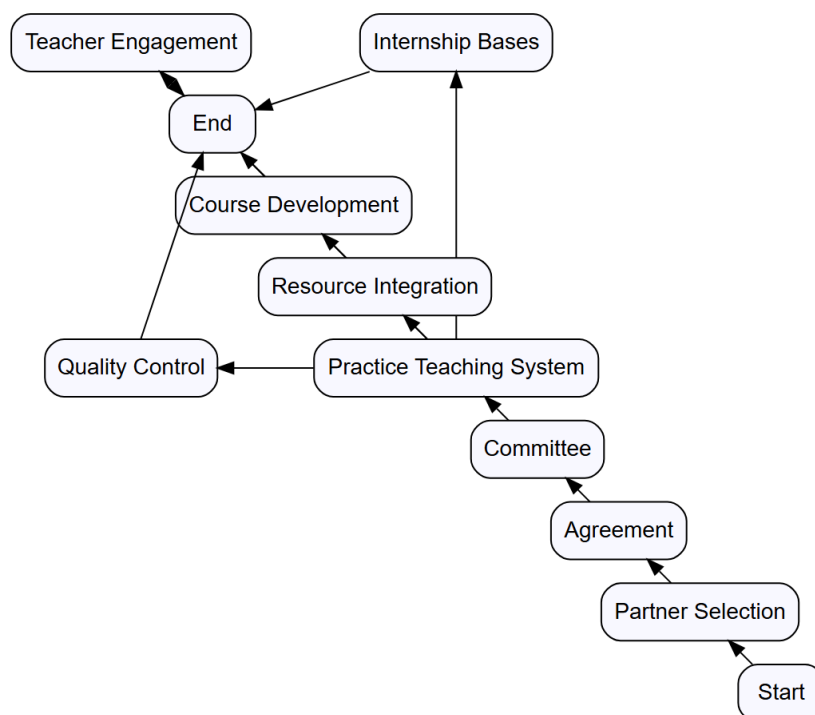 Teacher Engagement
Internship Bases
End
Course Development
Resource Integration
Quality Control
Practice Teaching System
Committee
Agreement
Partner Selection
Start